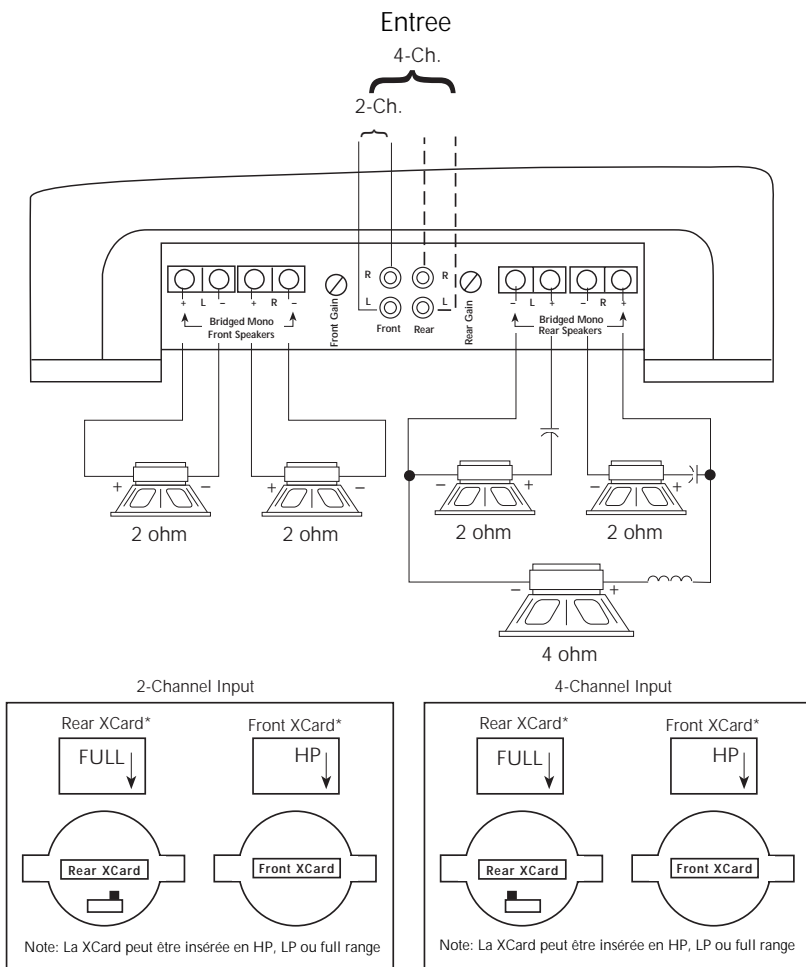 Entree
4-Ch.
2-Ch.
+ L − + R −
Bridged Mono
Front Speakers
Front Gain
R R
L L
Front Rear
Rear Gain
− L + − R +
Bridged Mono
Rear Speakers
+ − + −
2 ohm 2 ohm
− + − +
2 ohm 2 ohm
− +
4 ohm
2-Channel Input
Rear XCard* Front XCard*
FULL HP
Rear XCard Front XCard
Note: La XCard peut être insérée en HP, LP ou full range
4-Channel Input
Rear XCard* Front XCard*
FULL HP
Rear XCard Front XCard
Note: La XCard peut être insérée en HP, LP ou full range